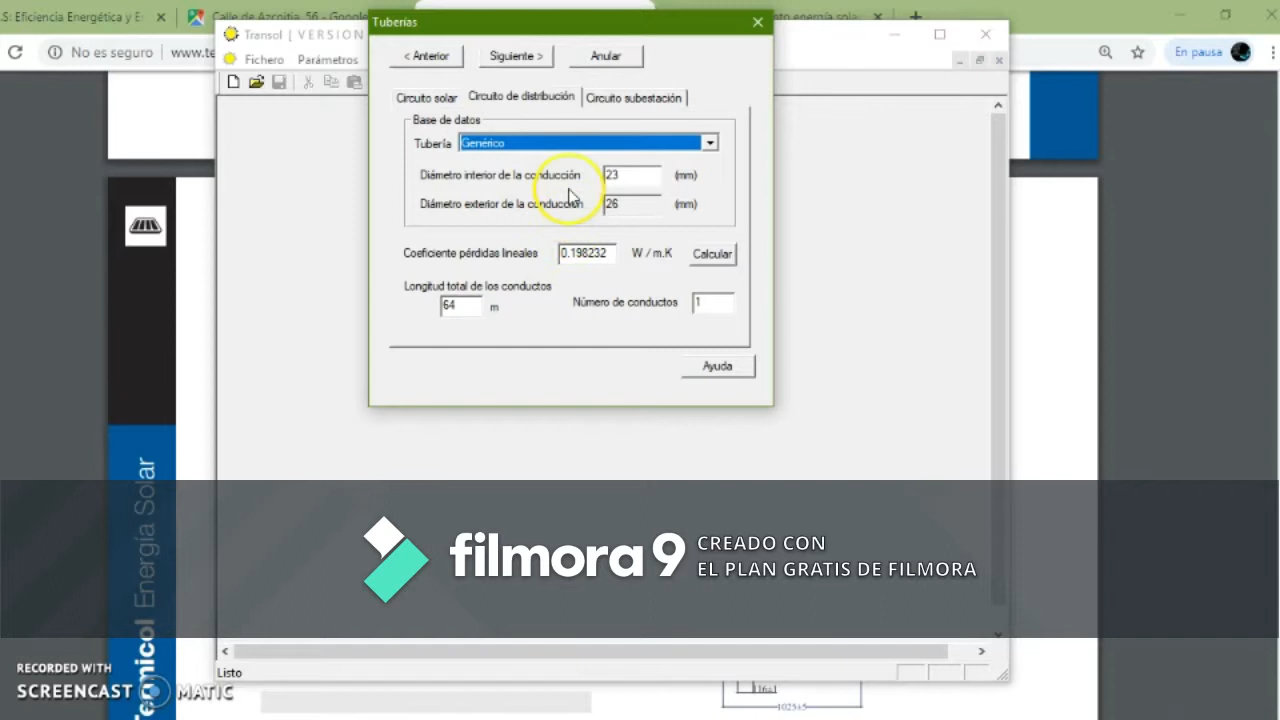 S: Eficiencia Energética y E
Calle de Azcoitia, 56 - Google
Tuberías
No es seguro
www.te
En pausa
Transol [ V E R S I O N
Fichero
Parámetros
< Anterior
Siguiente >
Anular
Circuito solar
Circuito de distribución
Circuito subestación
Base de datos
Tubería
Genérico
Diámetro interior de la conducción
23
(mm)
Diámetro exterior de la conducción
26
(mm)
Coeficiente pérdidas lineales
0.198232
W / m.K
Calcular
Longitud total de los conductos
64
m
Número de conductos
1
Ayuda
Energía Solar
filmora 9
CREADO CON
EL PLAN GRATIS DE FILMORA
Listo
RECORDED WITH
SCREENCAST MATIC
1025±5